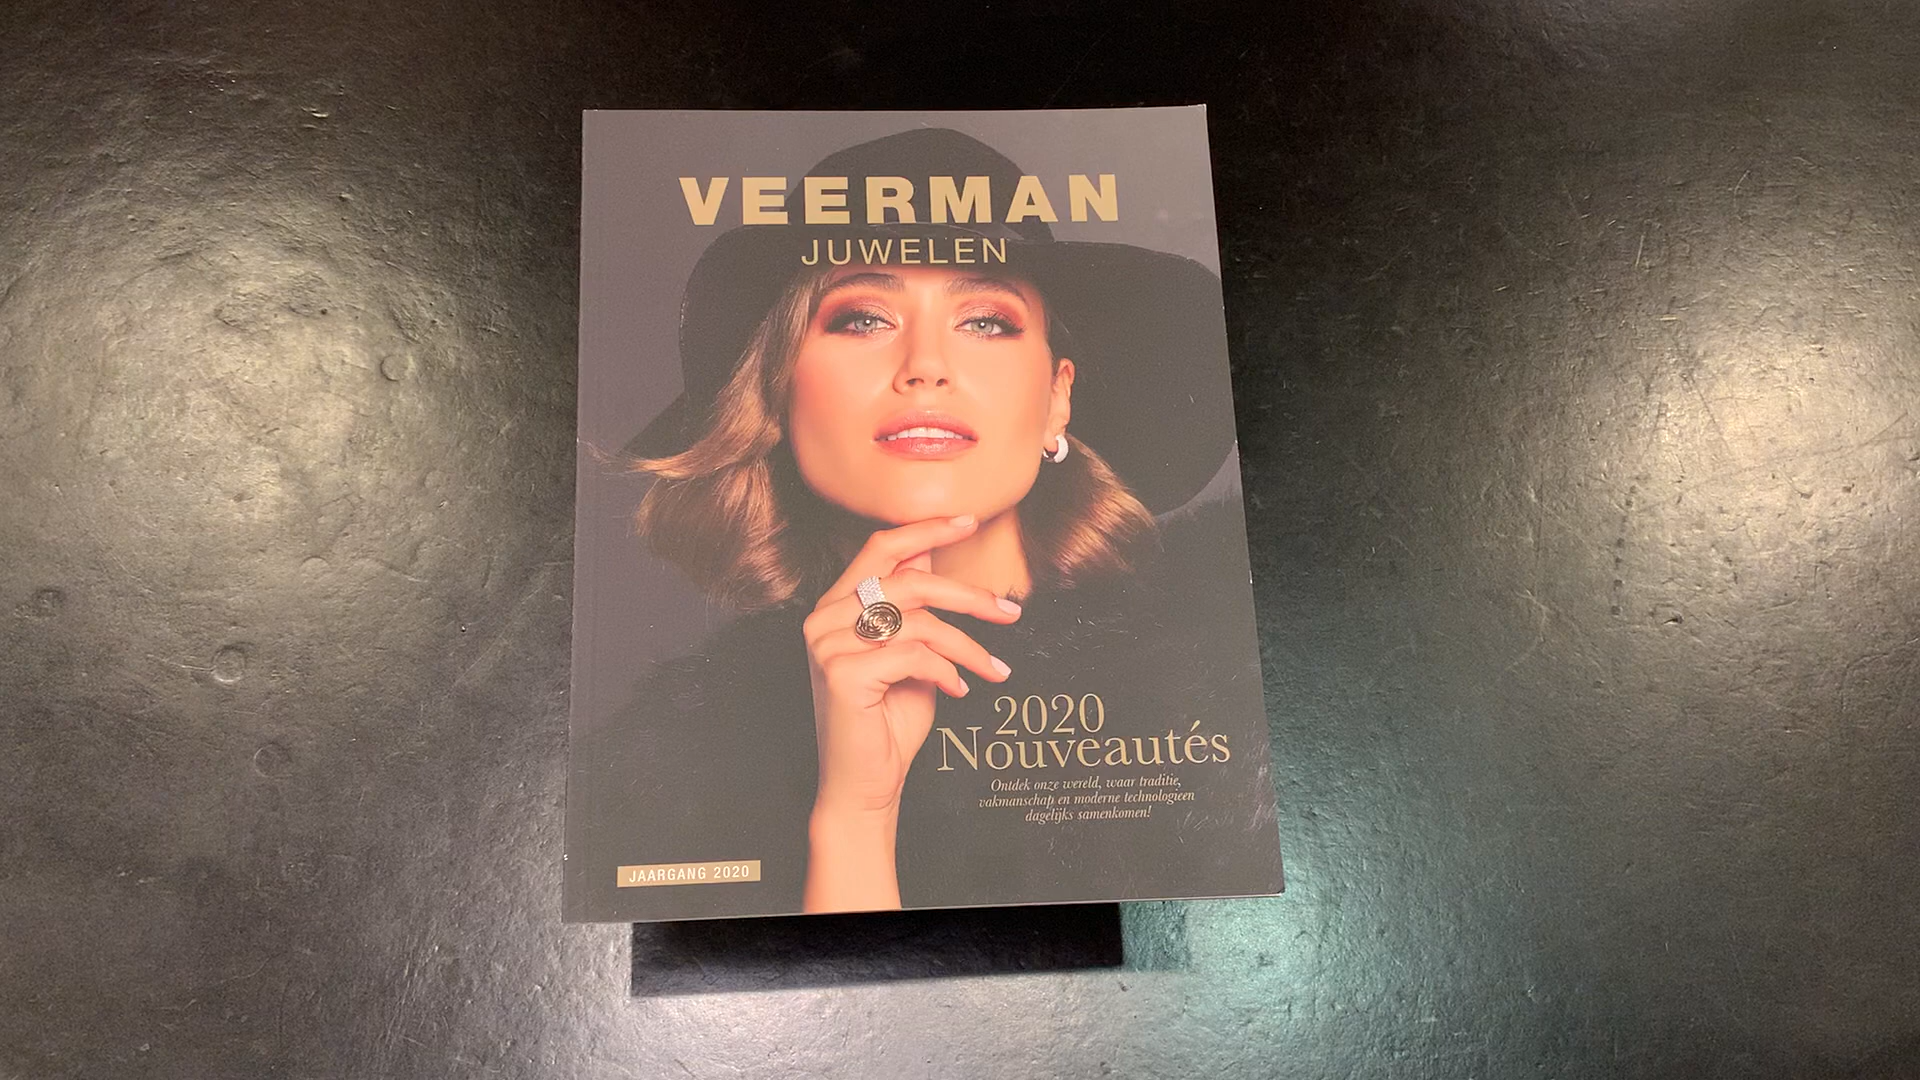 VEERMAN
JUWELEN
2020
Nouveautés
Ontdek onze wereld, waar traditie,
vakmanschap en moderne technologieen
dagelijks samenkomen!
JAARGANG 2020